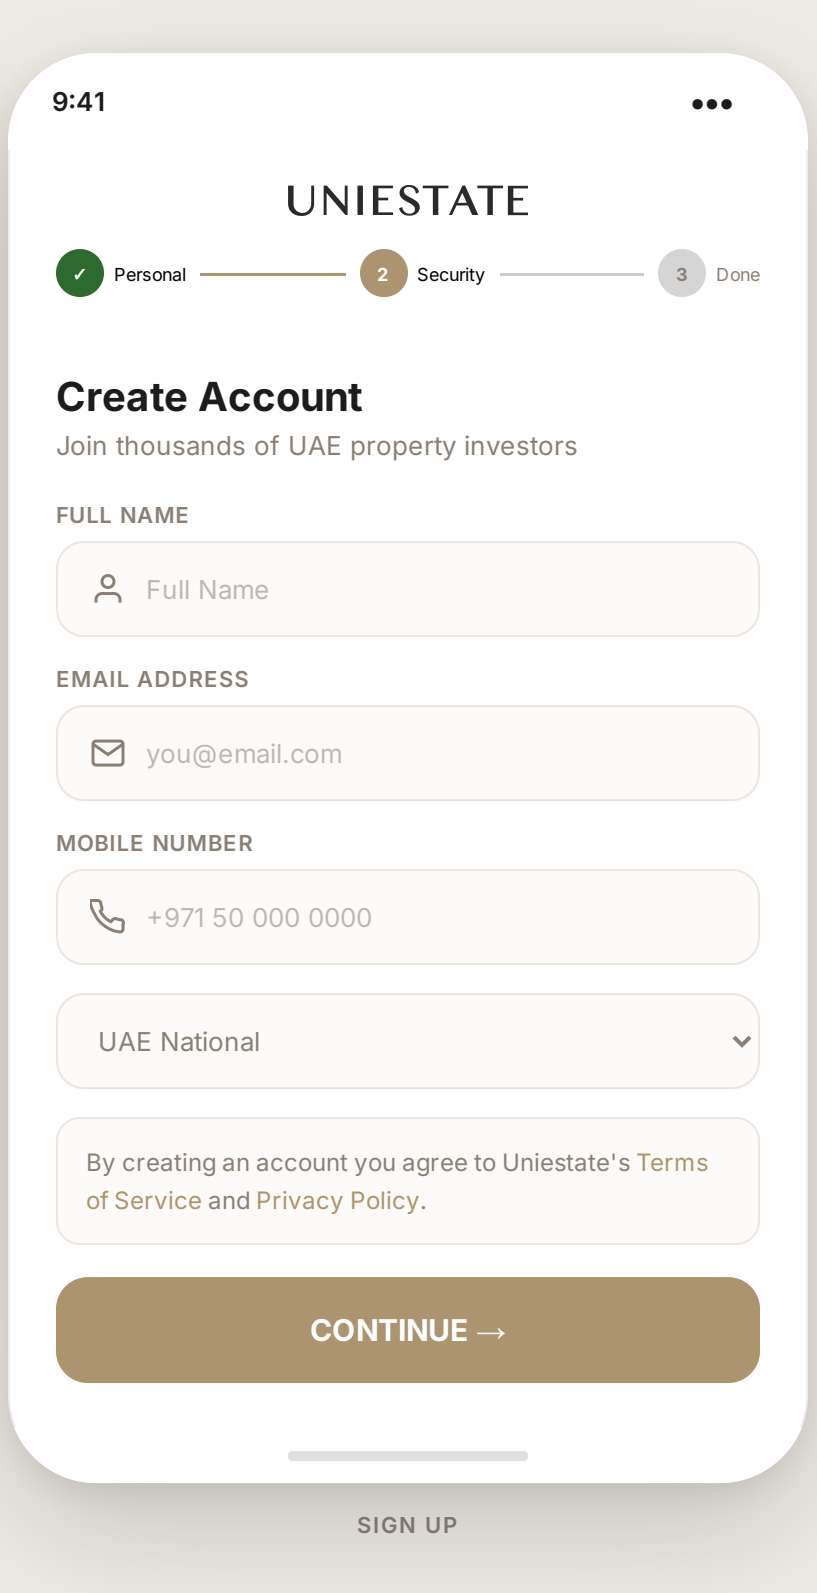 9:41
UNIESTATE
✓ Personal 2 Security 3 Done
Create Account
Join thousands of UAE property investors
FULL NAME
Full Name
EMAIL ADDRESS
you@email.com
MOBILE NUMBER
+971 50 000 0000
UAE National
By creating an account you agree to Uniestate's Terms
of Service and Privacy Policy.
CONTINUE →
SIGN UP